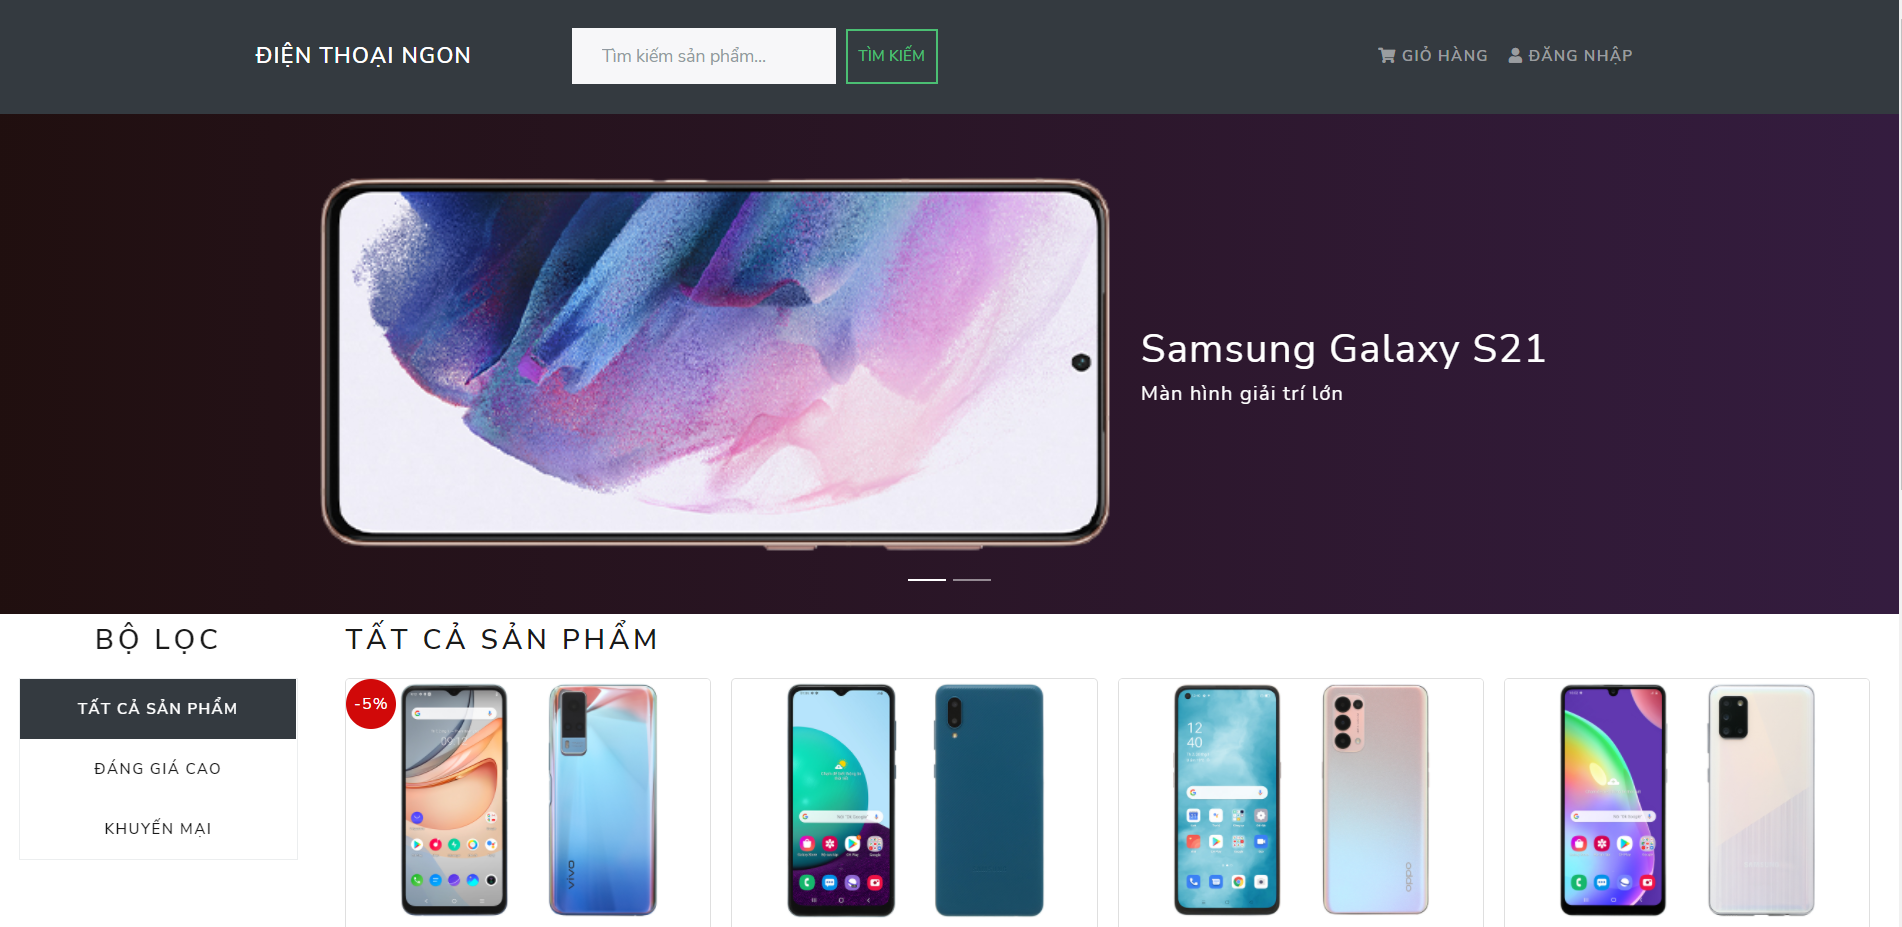 ĐIỆN THOẠI NGON
Tìm kiếm sản phẩm...
TÌM KIẾM
GIỎ HÀNG
ĐĂNG NHẬP
Samsung Galaxy S21
Màn hình giải trí lớn
BỘ LỌC
TẤT CẢ SẢN PHẨM
ĐÁNG GIÁ CAO
KHUYẾN MẠI
TẤT CẢ SẢN PHẨM
-5%
vivo
12
40
oppo